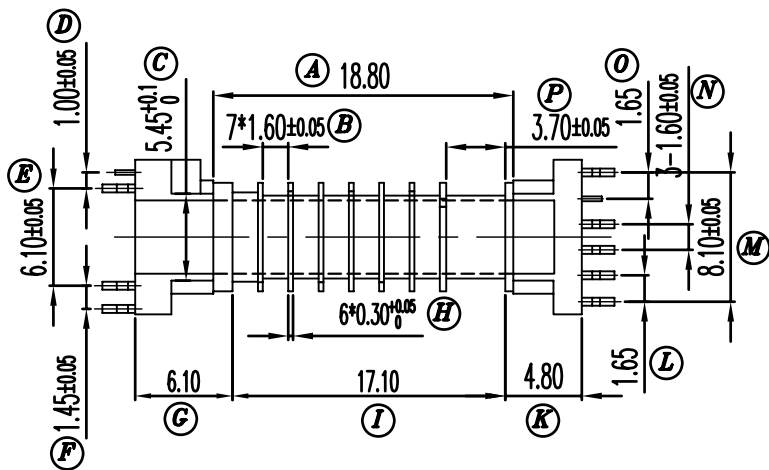 D
1.00±0.05
C
5.45+0.1 0
A
18.80
7*1.60±0.05
B
P
3.70±0.05
O
1.65
N
3-1.60±0.05
E
6.10±0.05
8.10±0.05
M
6*0.30+0.05 0
H
1.45±0.05
F
6.10
G
17.10
I
4.80
K
1.65
L